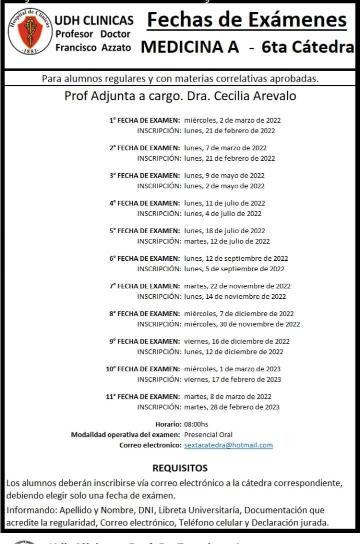 UDH CLINICAS
Profesor Doctor
Francisco Azzato
Fechas de Exámenes
MEDICINA A - 6ta Cátedra
Para alumnos regulares y con materias correlativas aprobadas.
Prof Adjunta a cargo. Dra. Cecilia Arevalo
1° FECHA DE EXAMEN: miércoles, 2 de marzo de 2022
INSCRIPCIÓN: lunes, 21 de febrero de 2022
2° FECHA DE EXAMEN: lunes, 7 de marzo de 2022
INSCRIPCIÓN: lunes, 21 de febrero de 2022
3° FECHA DE EXAMEN: lunes, 9 de mayo de 2022
INSCRIPCIÓN: lunes, 2 de mayo de 2022
4° FECHA DE EXAMEN: lunes, 11 de julio de 2022
INSCRIPCIÓN: lunes, 4 de julio de 2022
5° FECHA DE EXAMEN: lunes, 18 de julio de 2022
INSCRIPCIÓN: martes, 12 de julio de 2022
6° FECHA DE EXAMEN: lunes, 12 de septiembre de 2022
INSCRIPCIÓN: lunes, 5 de septiembre de 2022
7° FECHA DE EXAMEN: martes, 22 de noviembre de 2022
INSCRIPCIÓN: lunes, 14 de noviembre de 2022
8° FECHA DE EXAMEN: miércoles, 7 de diciembre de 2022
INSCRIPCIÓN: miércoles, 30 de noviembre de 2022
9° FECHA DE EXAMEN: viernes, 16 de diciembre de 2022
INSCRIPCIÓN: lunes, 12 de diciembre de 2022
10° FECHA DE EXAMEN: miércoles, 1 de marzo de 2023
INSCRIPCIÓN: viernes, 17 de febrero de 2023
11° FECHA DE EXAMEN: martes, 8 de marzo de 2022
INSCRIPCIÓN: martes, 28 de febrero de 2023
Horario: 08:00hs
Modalidad operativa del examen: Presencial Oral
Correo electronico: sextacatedra@hotmail.com
REQUISITOS
Los alumnos deberán inscribirse vía correo electrónico a la cátedra correspondiente,
debiendo elegir solo una fecha de exámen.
Informando: Apellido y Nombre, DNI, Libreta Universitaria, Documentación que
acredite la regularidad, Correo electrónico, Teléfono celular y Declaración jurada.